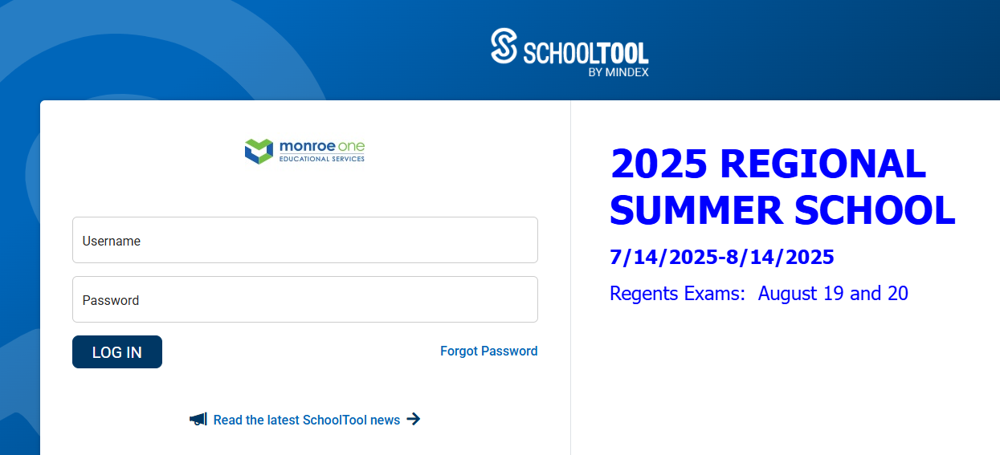 SCHOOLTOOL
BY MINDEX
monroe one
EDUCATIONAL SERVICES
Username
Password
LOG IN
Forgot Password
Read the latest SchoolTool news
2025 REGIONAL
SUMMER SCHOOL
7/14/2025-8/14/2025
Regents Exams:  August 19 and 20